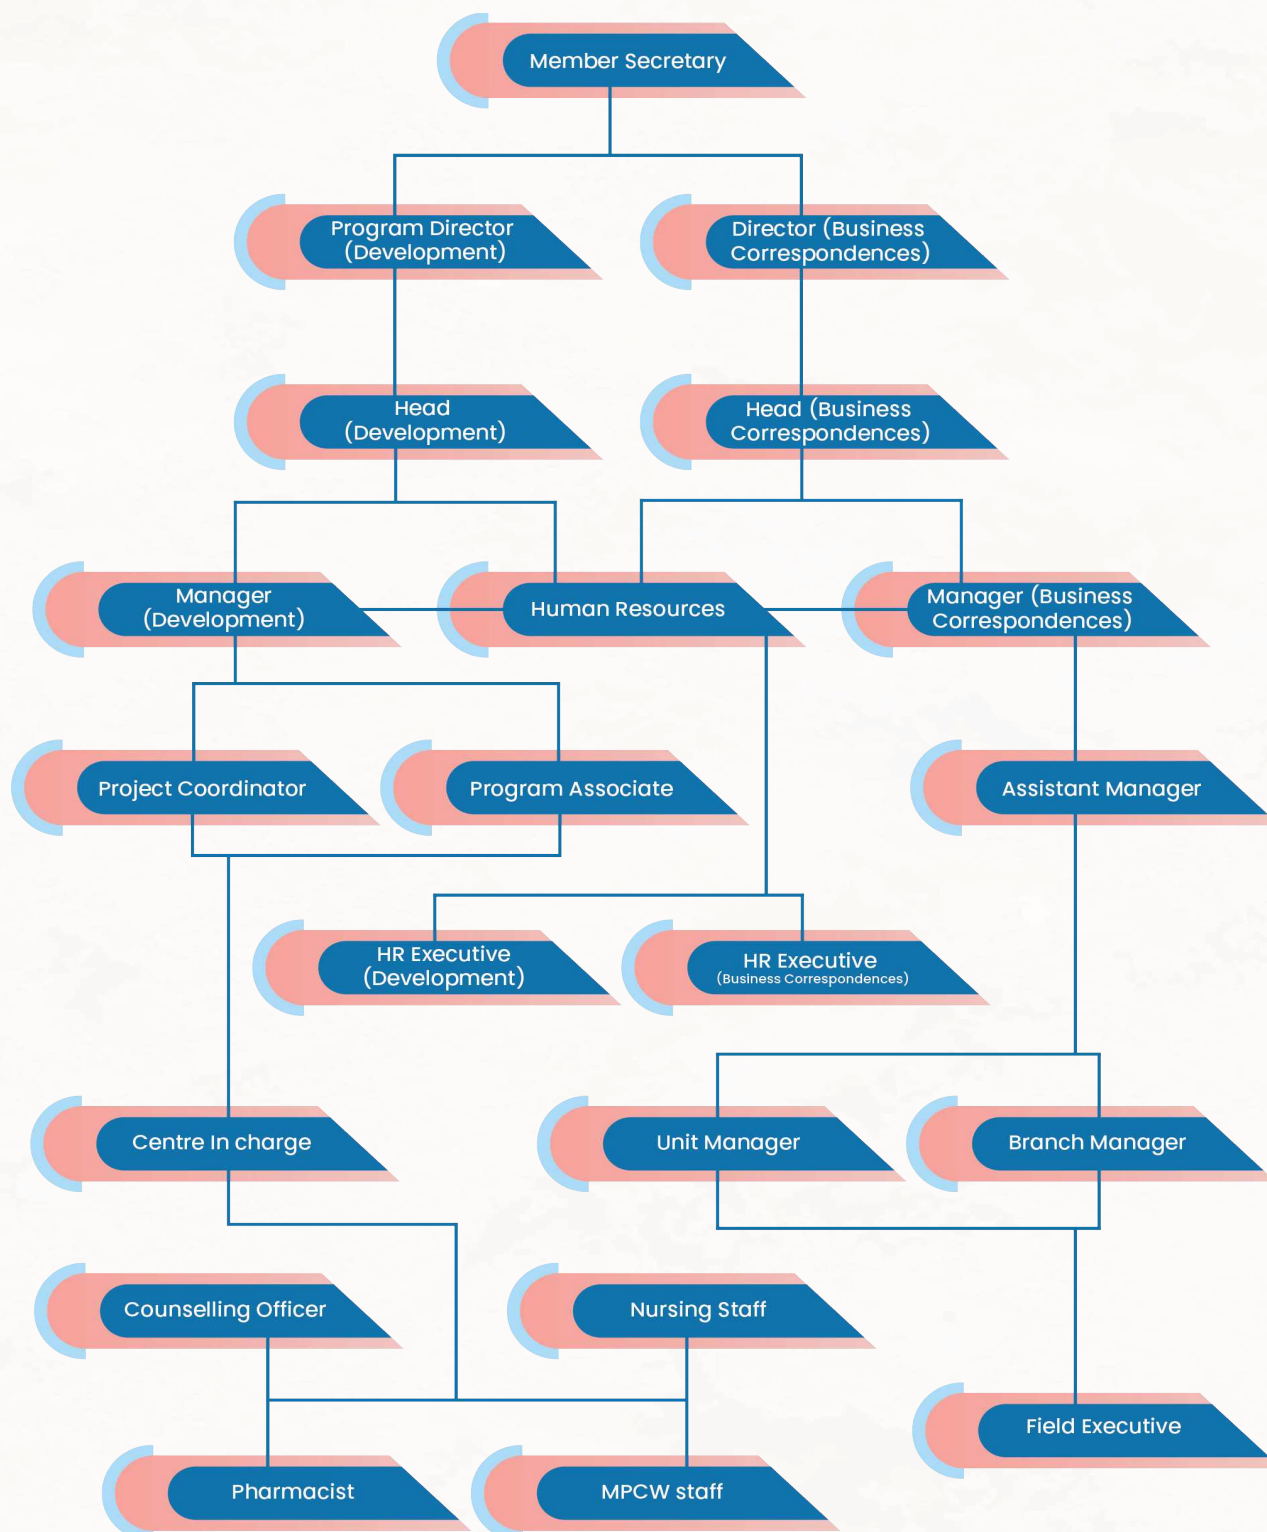 Member Secretary
Program Director
(Development)
Director (Business
Correspondences)
Head
(Development)
Head (Business
Correspondences)
Manager
(Development)
Human Resources
Manager (Business
Correspondences)
Project Coordinator
Program Associate
Assistant Manager
HR Executive
(Development)
HR Executive
(Business Correspondences)
Centre In charge
Unit Manager
Branch Manager
Counselling Officer
Nursing Staff
Field Executive
Pharmacist
MPCW staff